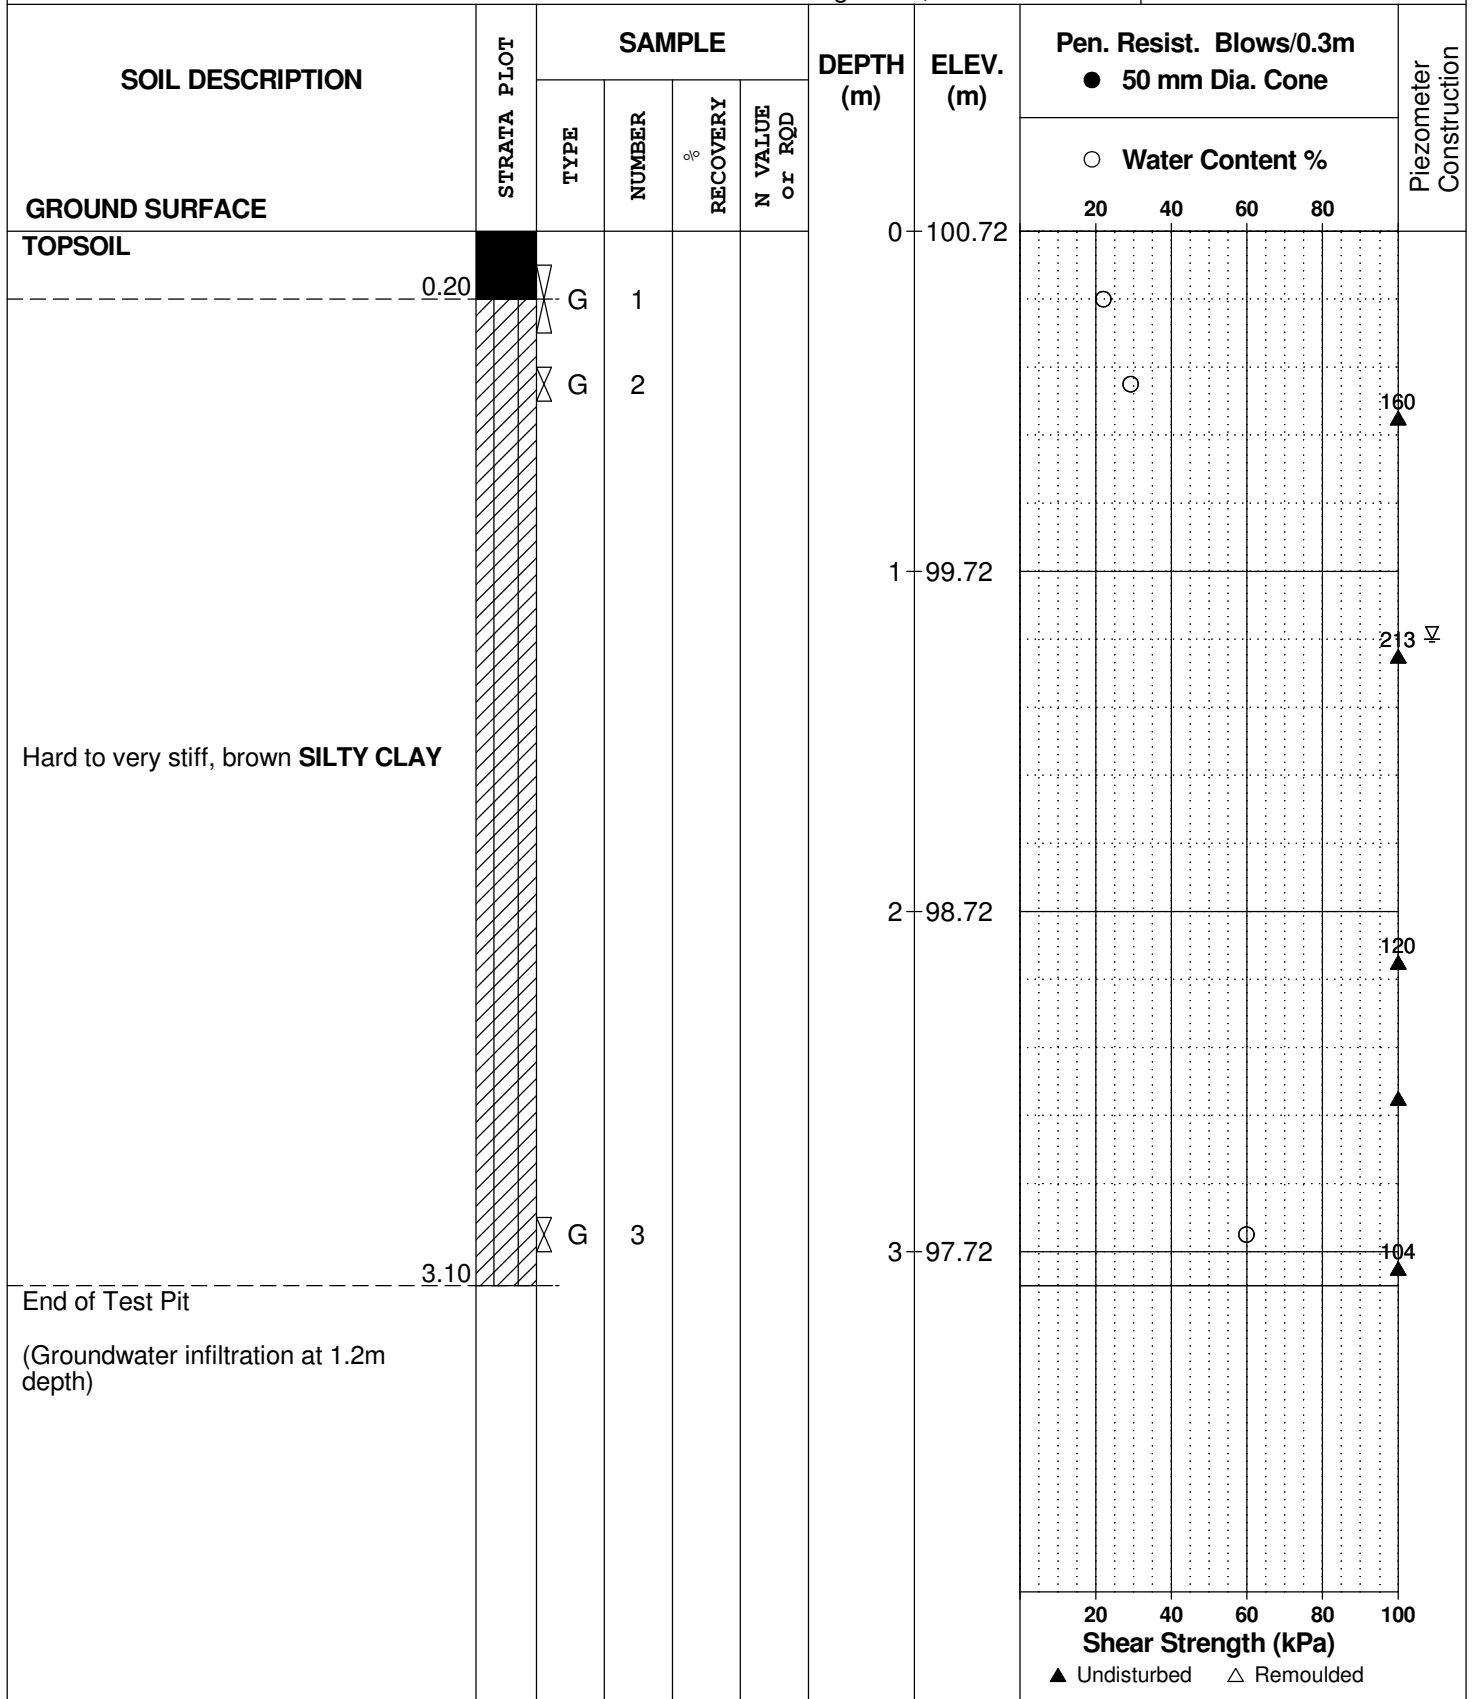 SOIL DESCRIPTION
STRATA PLOT
SAMPLE
TYPE
NUMBER
%
RECOVERY
N VALUE
or RQD
DEPTH
(m)
ELEV.
(m)
Pen. Resist. Blows/0.3m
● 50 mm Dia. Cone
○ Water Content %
Piezometer
Construction
GROUND SURFACE
20 40 60 80
TOPSOIL
0 100.72
0.20
G 1
G 2
160
1 99.72
213
Hard to very stiff, brown SILTY CLAY
2 98.72
120
G 3
3 97.72
104
3.10
End of Test Pit
(Groundwater infiltration at 1.2m
depth)
20 40 60 80 100
Shear Strength (kPa)
▲ Undisturbed △ Remoulded